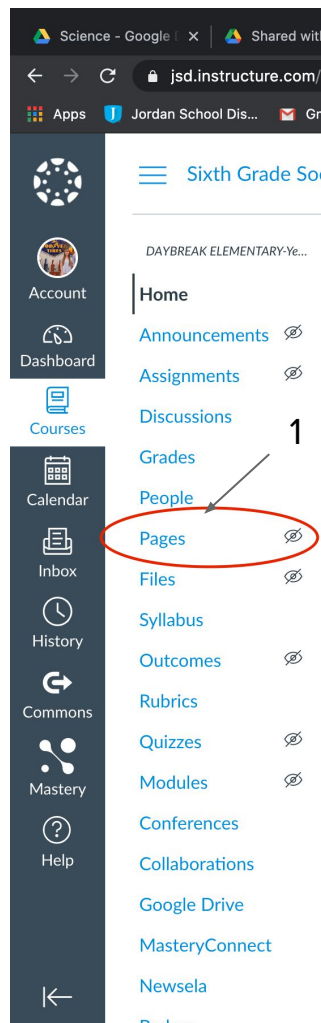 Science - Google
Shared wit
jsd.instructure.com/
Apps
Jordan School Dis...
Gr
Sixth Grade So
DAYBREAK ELEMENTARY-Ye...
Account
Dashboard
Courses
Calendar
Inbox
History
Commons
Mastery
Help
Home
Announcements
Assignments
Discussions
1
Grades
People
Pages
Files
Syllabus
Outcomes
Rubrics
Quizzes
Modules
Conferences
Collaborations
Google Drive
MasteryConnect
Newsela